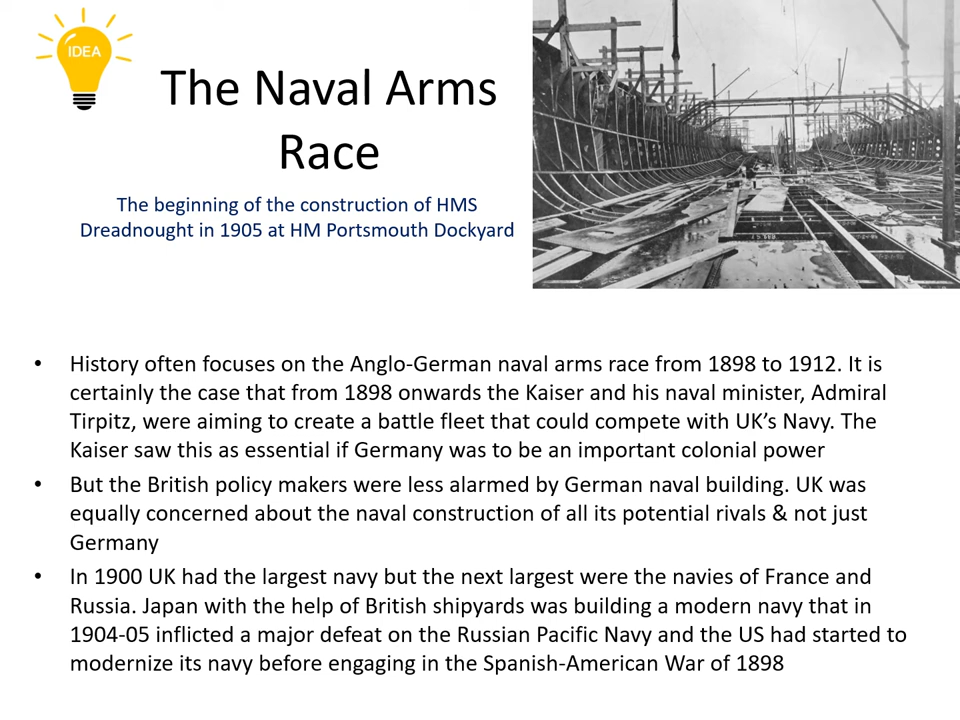 IDEA
The Naval Arms
Race
The beginning of the construction of HMS
Dreadnought in 1905 at HM Portsmouth Dockyard
• History often focuses on the Anglo-German naval arms race from 1898 to 1912. It is
certainly the case that from 1898 onwards the Kaiser and his naval minister, Admiral
Tirpitz, were aiming to create a battle fleet that could compete with UK’s Navy. The
Kaiser saw this as essential if Germany was to be an important colonial power
• But the British policy makers were less alarmed by German naval building. UK was
equally concerned about the naval construction of all its potential rivals & not just
Germany
• In 1900 UK had the largest navy but the next largest were the navies of France and
Russia. Japan with the help of British shipyards was building a modern navy that in
1904-05 inflicted a major defeat on the Russian Pacific Navy and the US had started to
modernize its navy before engaging in the Spanish-American War of 1898